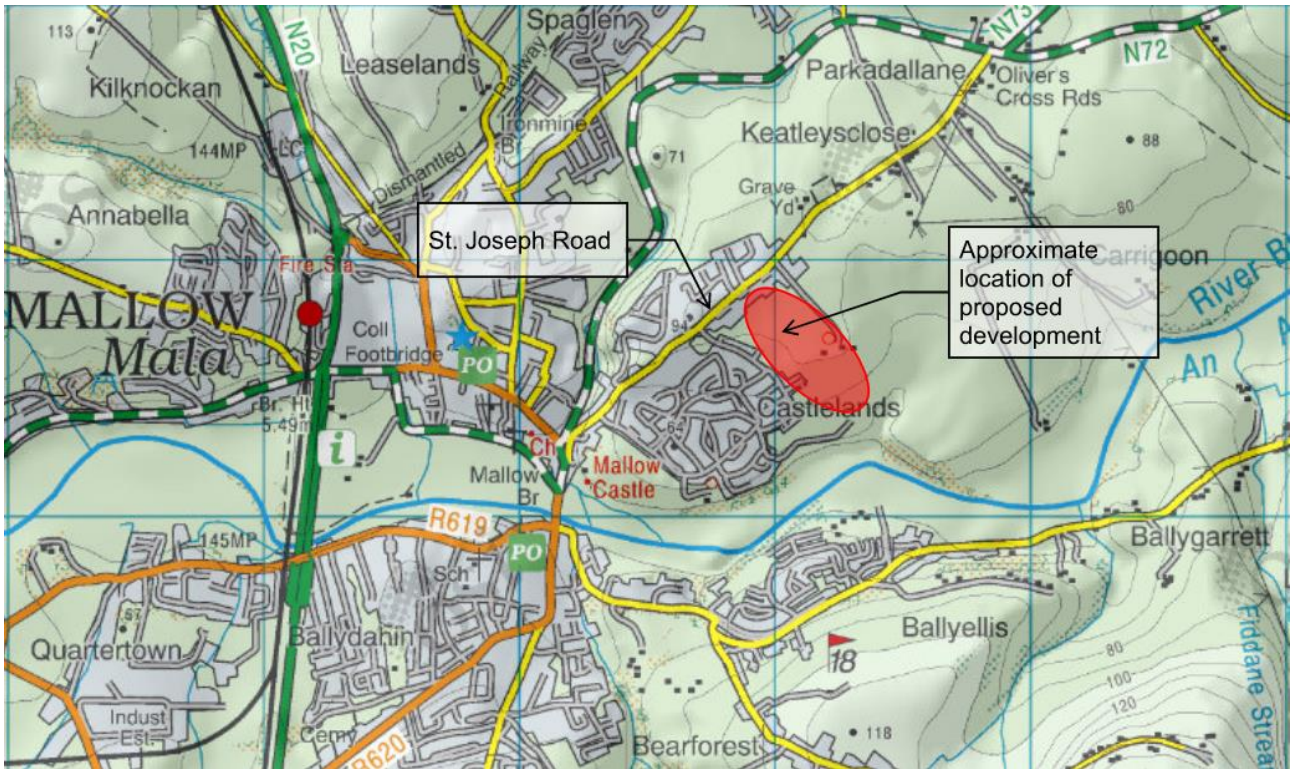 Spaglen
113
N20
N73
Leaselands
Railway
N72
Parkadallane
Oliver's
Cross Rds
Kilknockan
Ironmine
Br
Keatleysclose
88
144MP
LC
71
Dismantled
Grave
Yd
Annabella
80
St. Joseph Road
Approximate
location of
proposed
development
Carrigoon
Fire Sta
River B
MALLOW
Mala
94
Coll
Footbridge
PO
An
Castlelands
Br. Ht
5.49m
64
i
Ch
Mallow
Br
Mallow
Castle
R619
145MP
PO
Ballygarrett
Sch
67
Ballydahin
Ballyellis
Quartertown
18
80
100
120
Fiddane Strea
Indust
Est.
Cemy
R620
Bearforest
118